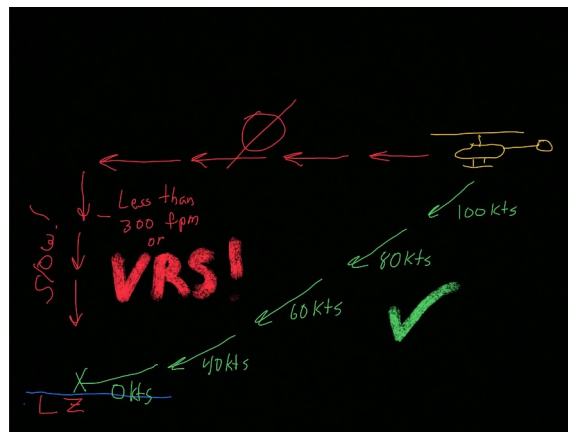 100kts
Less than
300 fpm
or
VRS!
Slow!
80kts
60kts
40kts
0kts
LZ